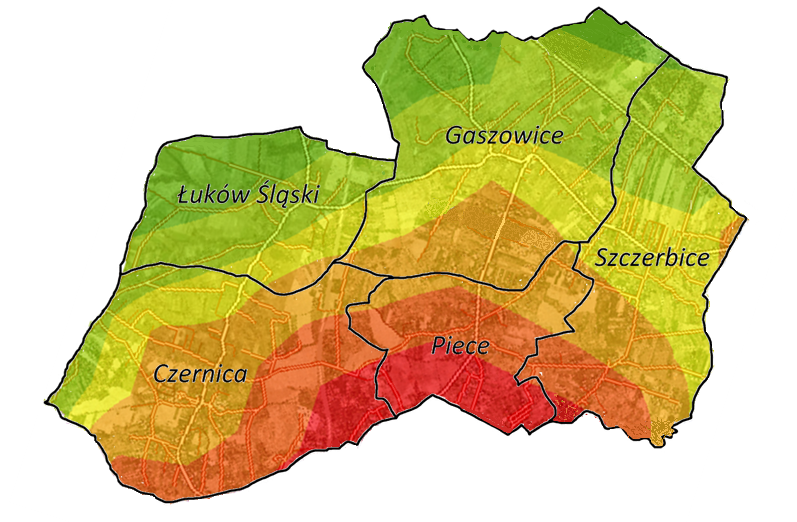 Gaszowice
Łuków Śląski
Szczerbice
Piece
Czernica